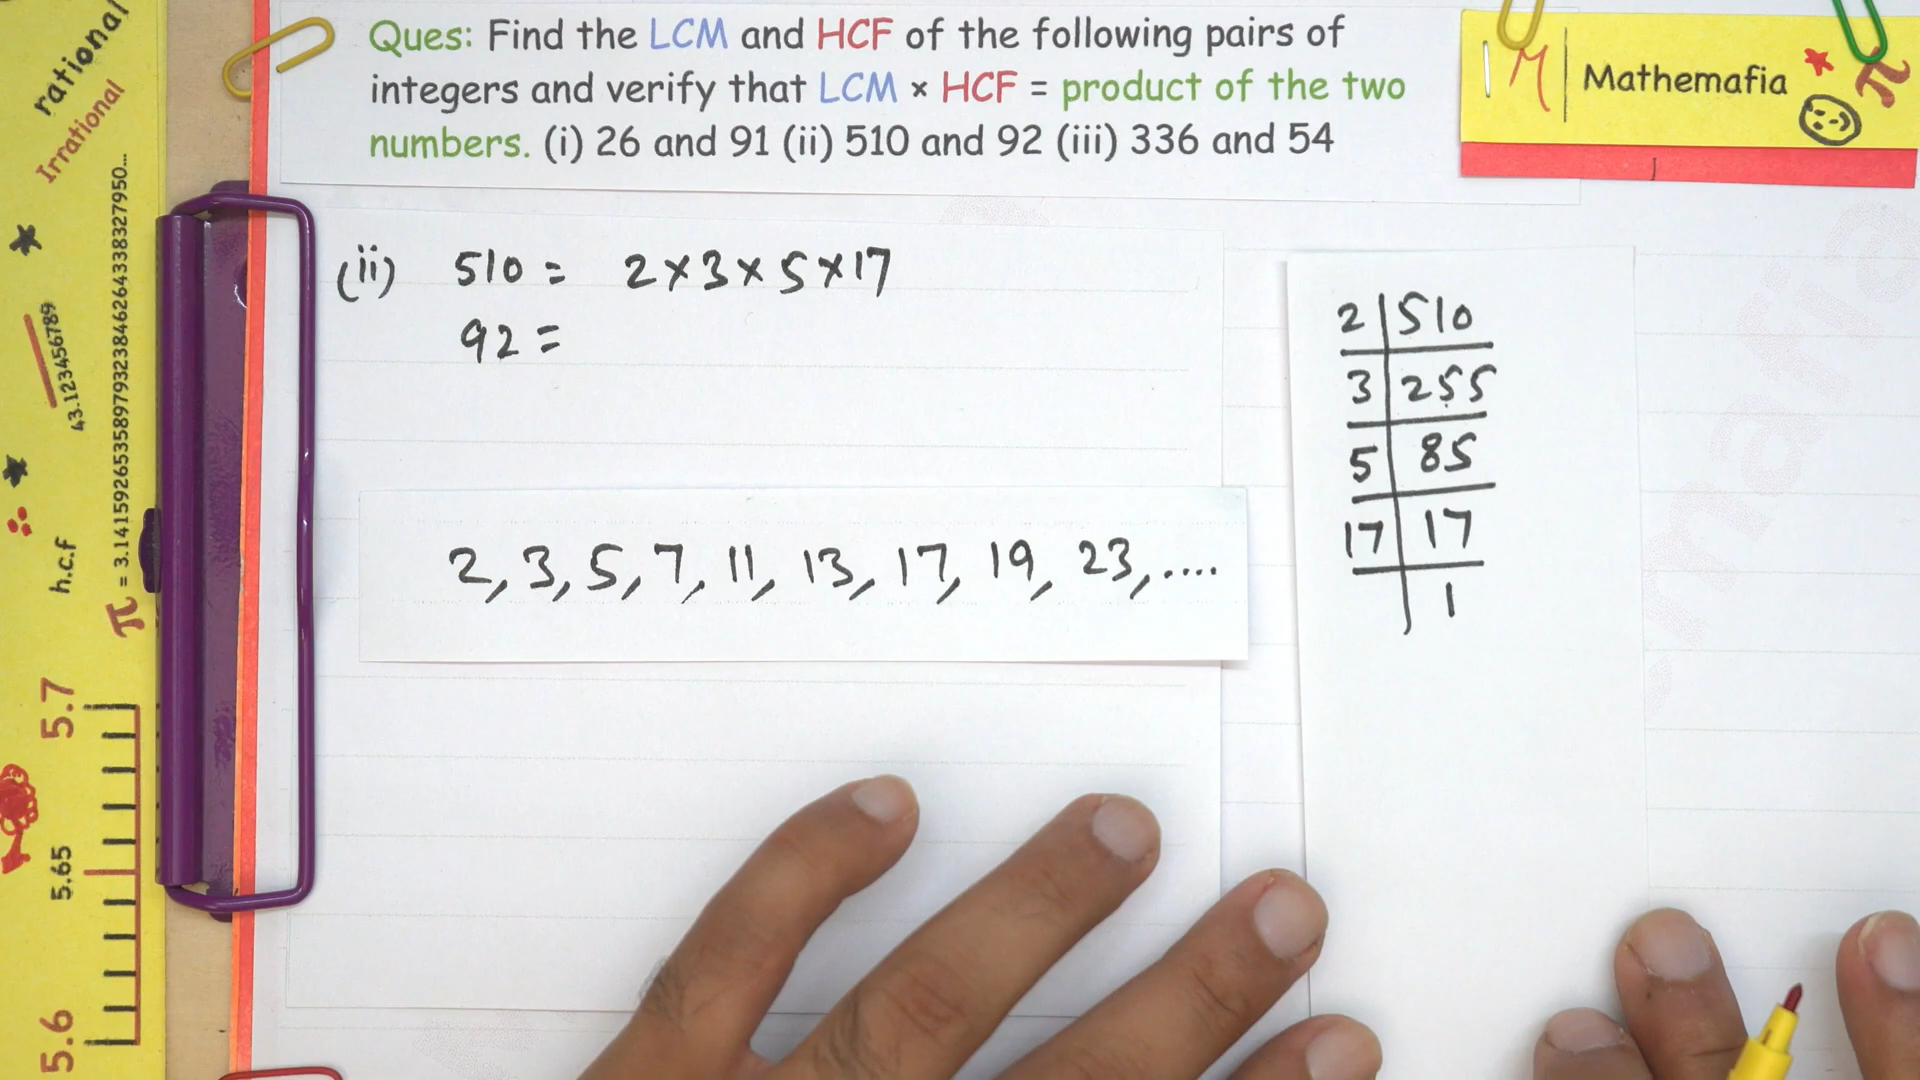 Ques: Find the LCM and HCF of the following pairs of
integers and verify that LCM × HCF = product of the two
numbers. (i) 26 and 91 (ii) 510 and 92 (iii) 336 and 54
M Mathemafia π
(ii) 510 = 2×3×5×17
92 =
2, 3, 5, 7, 11, 13, 17, 19, 23, ....
2 | 510
3 | 255
5 | 85
17 | 17
1
rational
Irrational
π = 3.14159265358979323846264338327950...
43.123456789
h.c.f
5.7
5.65
5.6